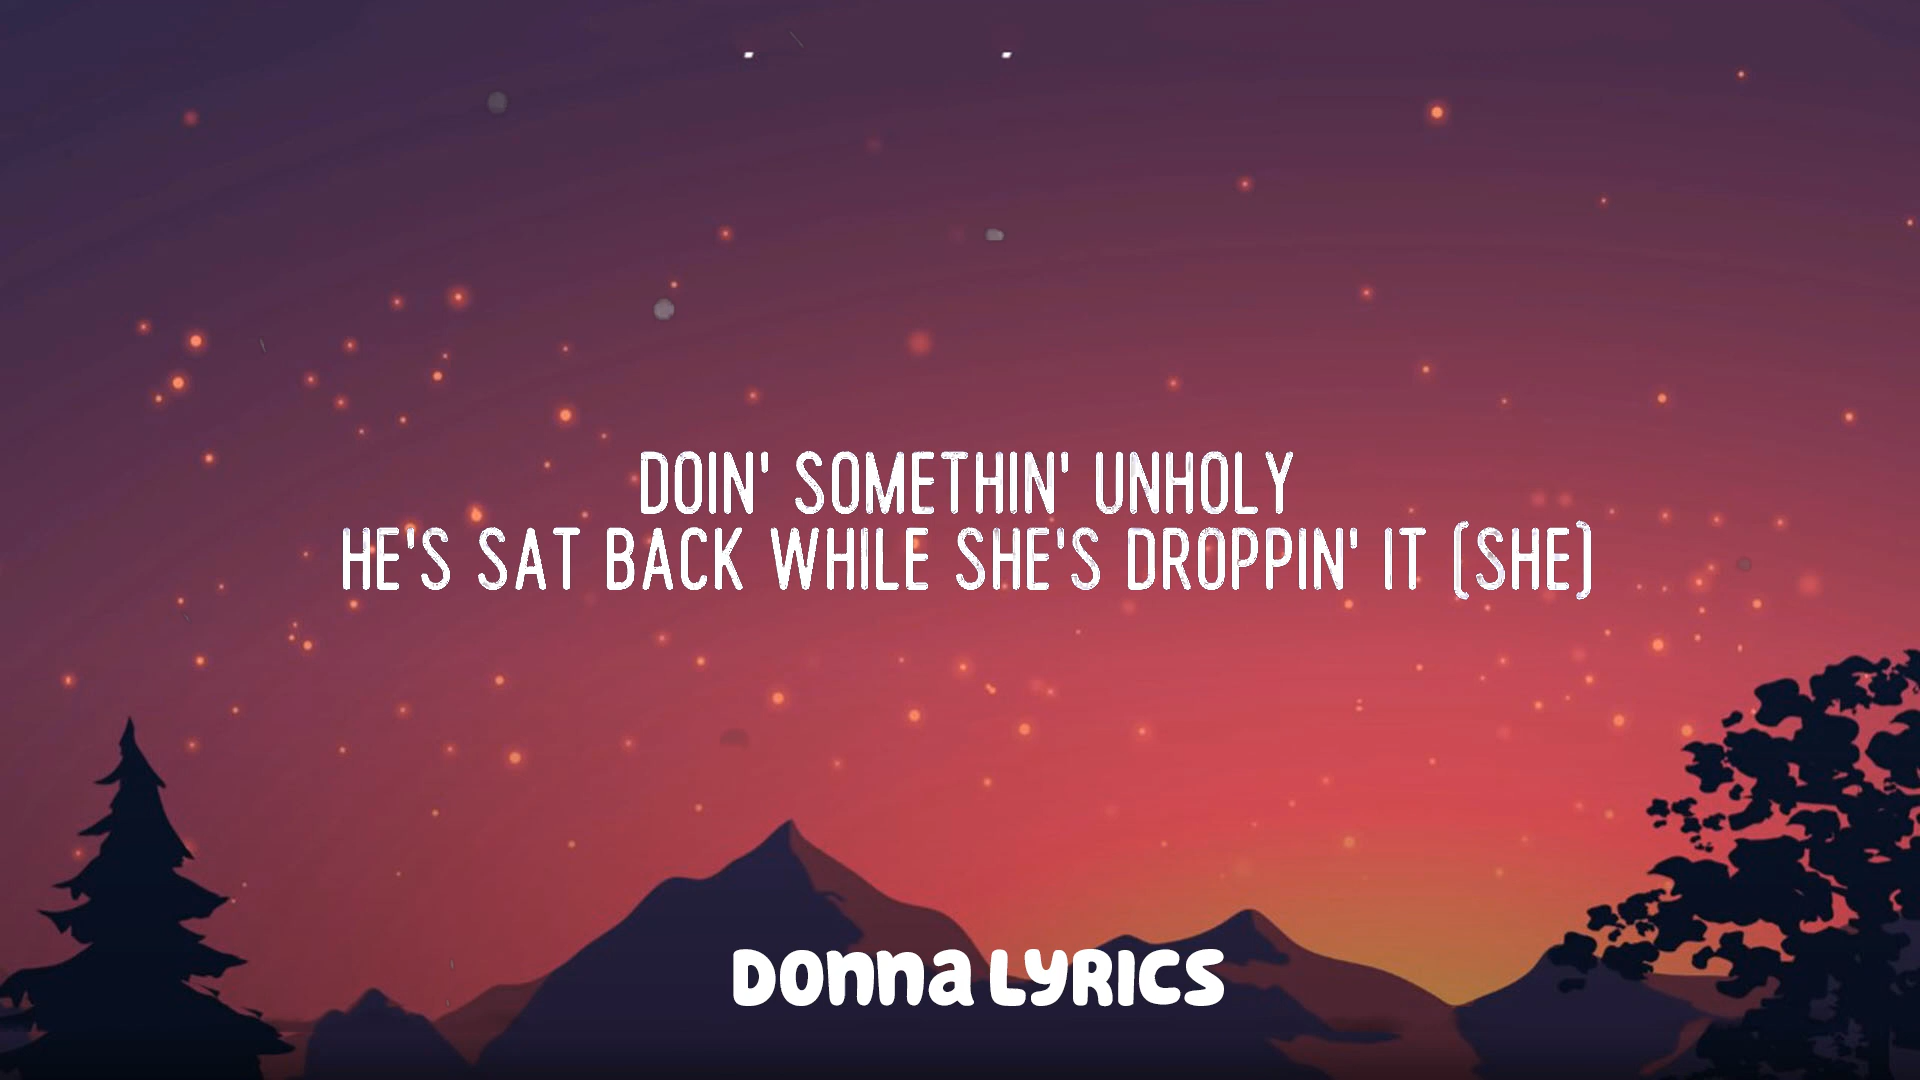 DOIN' SOMETHIN' UNHOLY
HE'S SAT BACK WHILE SHE'S DROPPIN' IT (SHE)
DONNA LYRICS